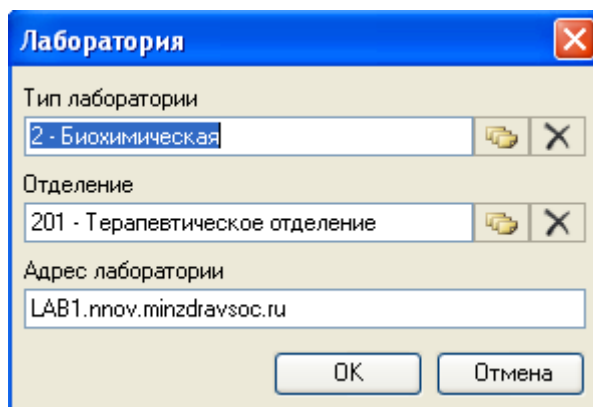 Лаборатория
Тип лаборатории
2 - Биохимическая
Отделение
201 - Терапевтическое отделение
Адрес лаборатории
LAB1.nnov.minzdravsoc.ru
OK Отмена